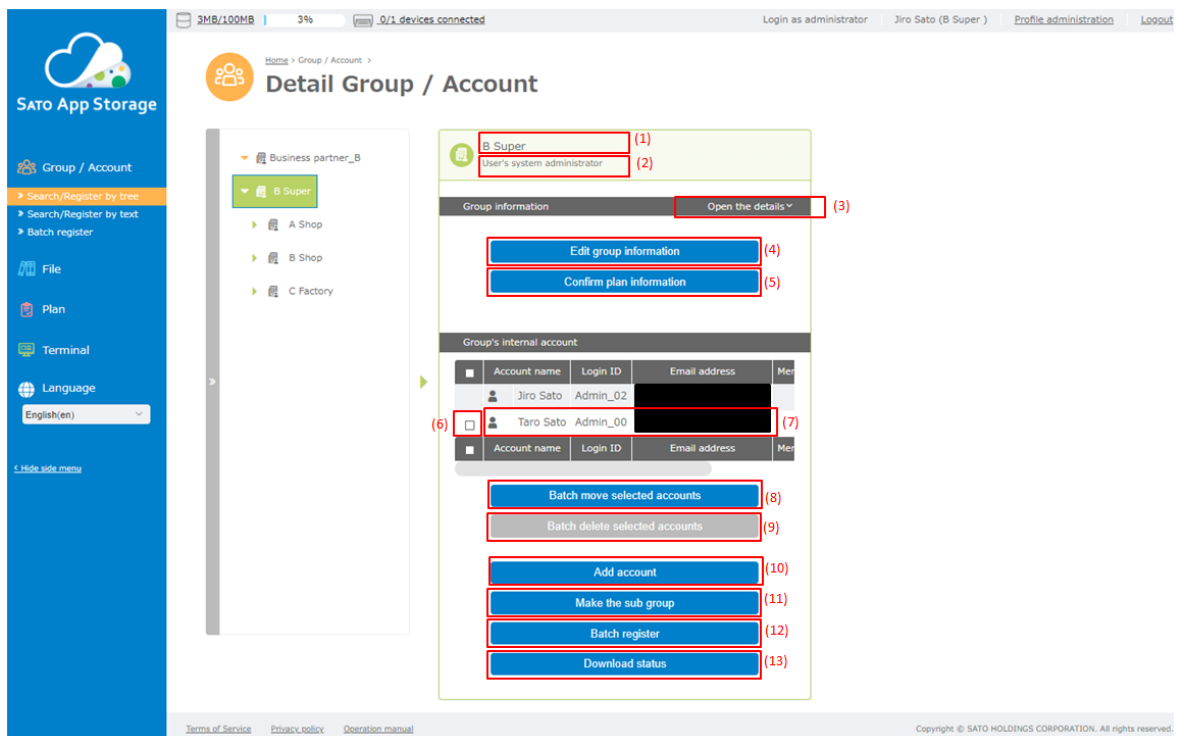 3MB/100MB 3% 0/1 devices connected Login as administrator Jiro Sato (B Super ) Profile administration Logout
SATO App Storage
Home > Group / Account >
Detail Group / Account
Group / Account
» Search/Register by tree
» Search/Register by text
» Batch register
File
Plan
Terminal
Language
English(en)
< Hide side menu
Business partner_B
B Super
A Shop
B Shop
C Factory
»
B Super (1)
User's system administrator (2)
Group information Open the details (3)
Edit group information (4)
Confirm plan information (5)
Group's internal account
Account name Login ID Email address Mer
Jiro Sato Admin_02
(6) Taro Sato Admin_00 (7)
Account name Login ID Email address Mer
Batch move selected accounts (8)
Batch delete selected accounts (9)
Add account (10)
Make the sub group (11)
Batch register (12)
Download status (13)
Terms of Service Privacy policy Operation manual Copyright © SATO HOLDINGS CORPORATION. All rights reserved.